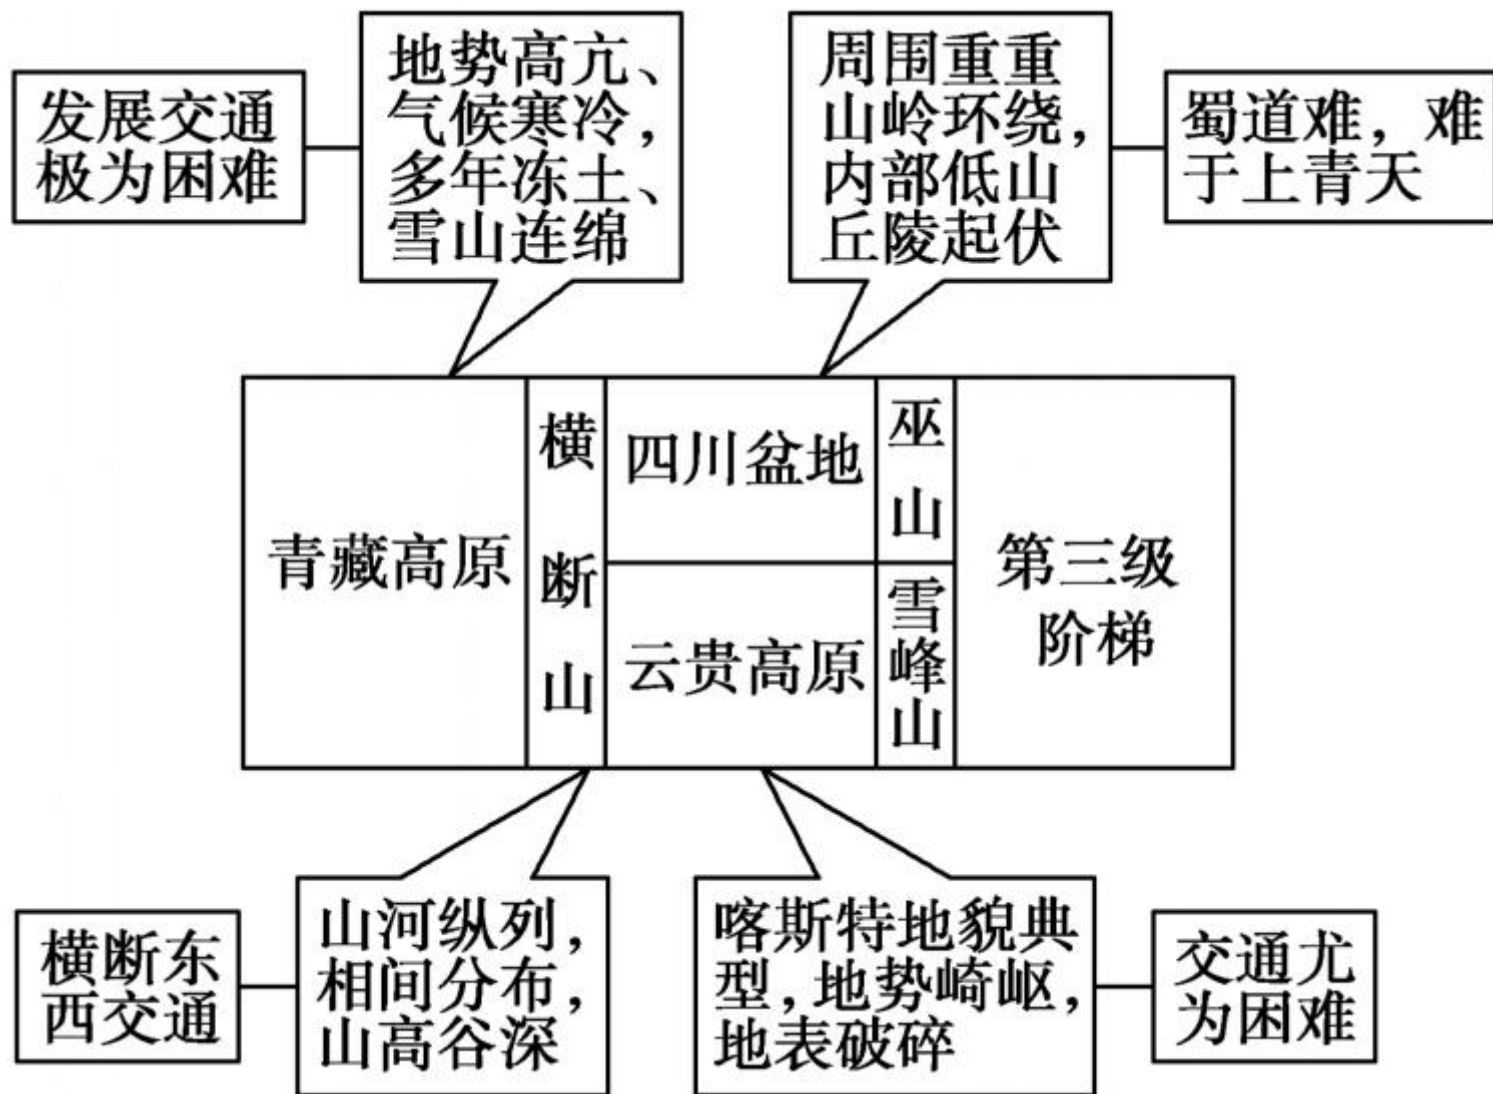 发展交通
极为困难
地势高亢、
气候寒冷，
多年冻土、
雪山连绵
周围重重
山岭环绕，
内部低山
丘陵起伏
蜀道难，难
于上青天
青藏高原
横断山
四川盆地
云贵高原
巫山
雪峰山
第三级
阶梯
横断东
西交通
山河纵列，
相间分布，
山高谷深
喀斯特地貌典
型，地势崎岖，
地表破碎
交通尤
为困难